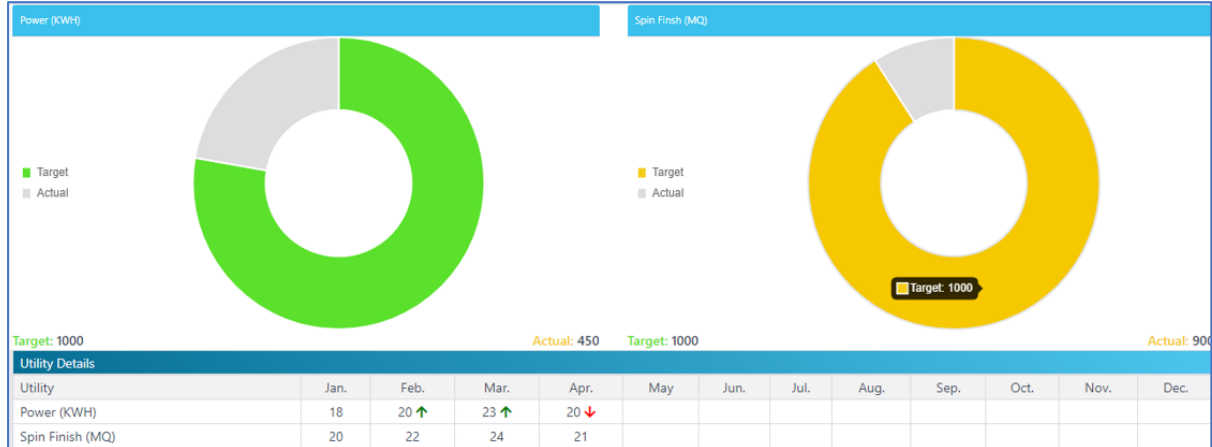 Power (KWH)
Spin Finsh (MQ)
Target
Actual
Target
Actual
Target: 1000
Target: 1000
Actual: 450
Target: 1000
Actual: 900
Utility Details
Utility Jan. Feb. Mar. Apr. May Jun. Jul. Aug. Sep. Oct. Nov. Dec.
Power (KWH) 18 20 ↑ 23 ↑ 20 ↓
Spin Finish (MQ) 20 22 24 21